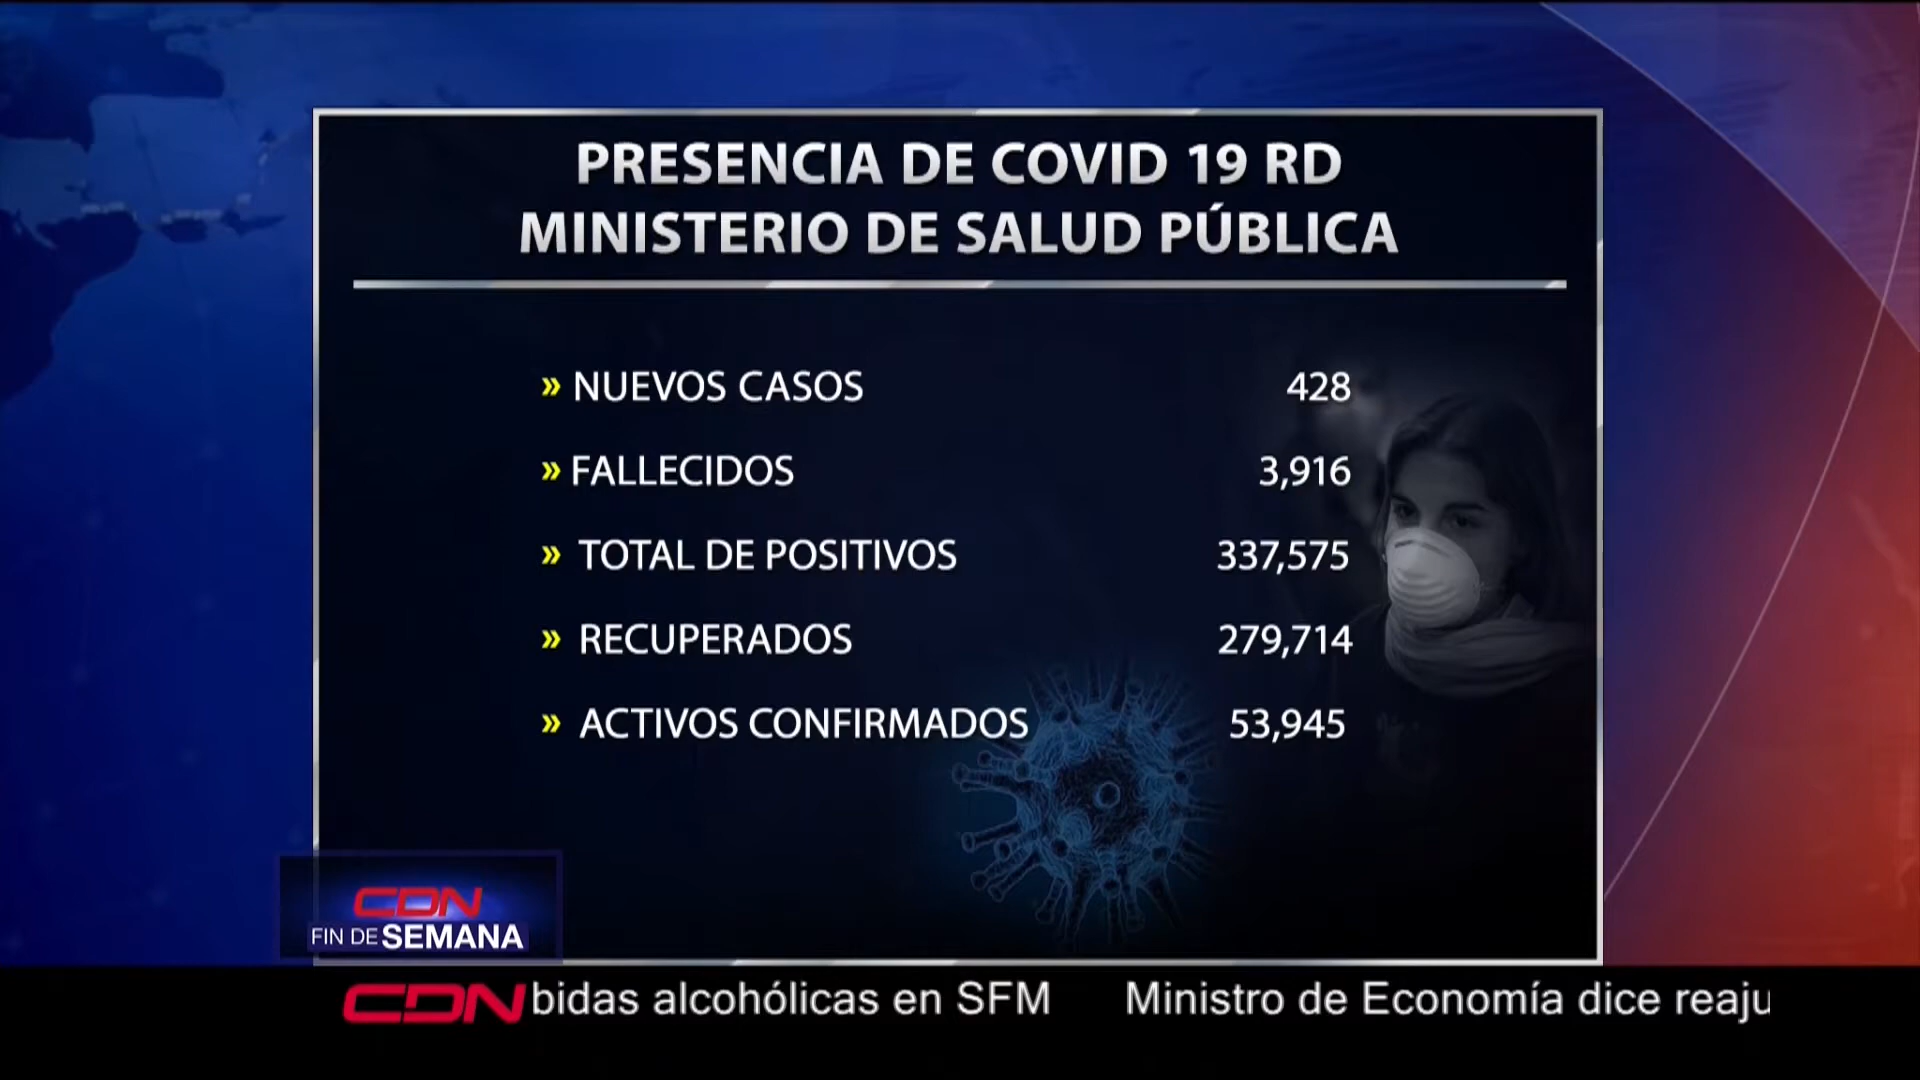 PRESENCIA DE COVID 19 RD
MINISTERIO DE SALUD PÚBLICA
» NUEVOS CASOS 428
» FALLECIDOS 3,916
» TOTAL DE POSITIVOS 337,575
» RECUPERADOS 279,714
» ACTIVOS CONFIRMADOS 53,945
CDN
FIN DE SEMANA
CDN bidas alcohólicas en SFM Ministro de Economía dice reaju